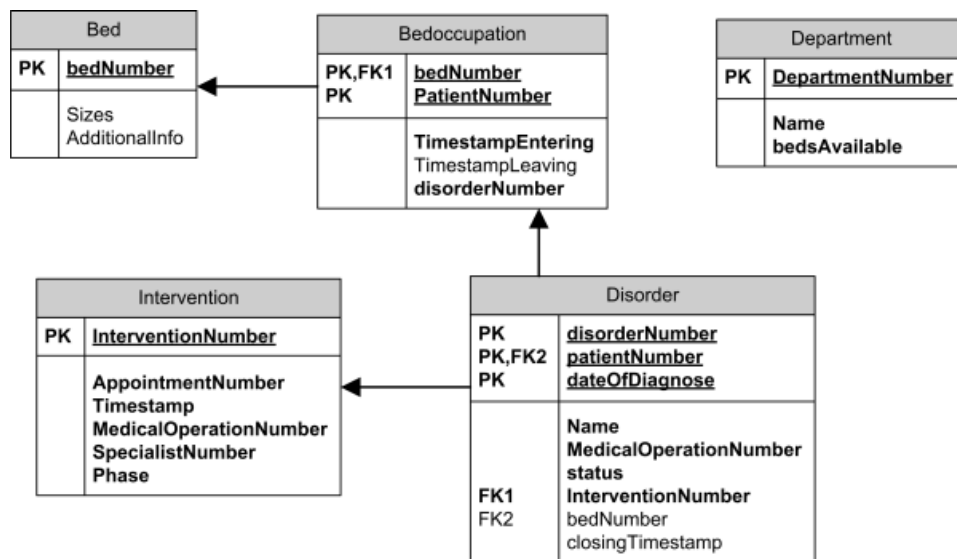 Bed
PK bedNumber
Sizes
AdditionalInfo
Bedoccupation
PK,FK1 bedNumber
PK PatientNumber
TimestampEntering
TimestampLeaving
disorderNumber
Department
PK DepartmentNumber
Name
bedsAvailable
Intervention
PK InterventionNumber
AppointmentNumber
Timestamp
MedicalOperationNumber
SpecialistNumber
Phase
Disorder
PK disorderNumber
PK,FK2 patientNumber
PK dateOfDiagnose
Name
MedicalOperationNumber
status
FK1 InterventionNumber
FK2 bedNumber
closingTimestamp